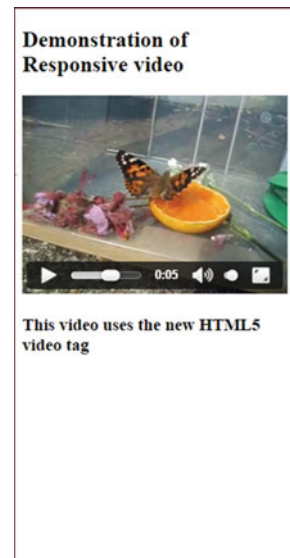 Demonstration of
Responsive video
0:05
This video uses the new HTML5
video tag